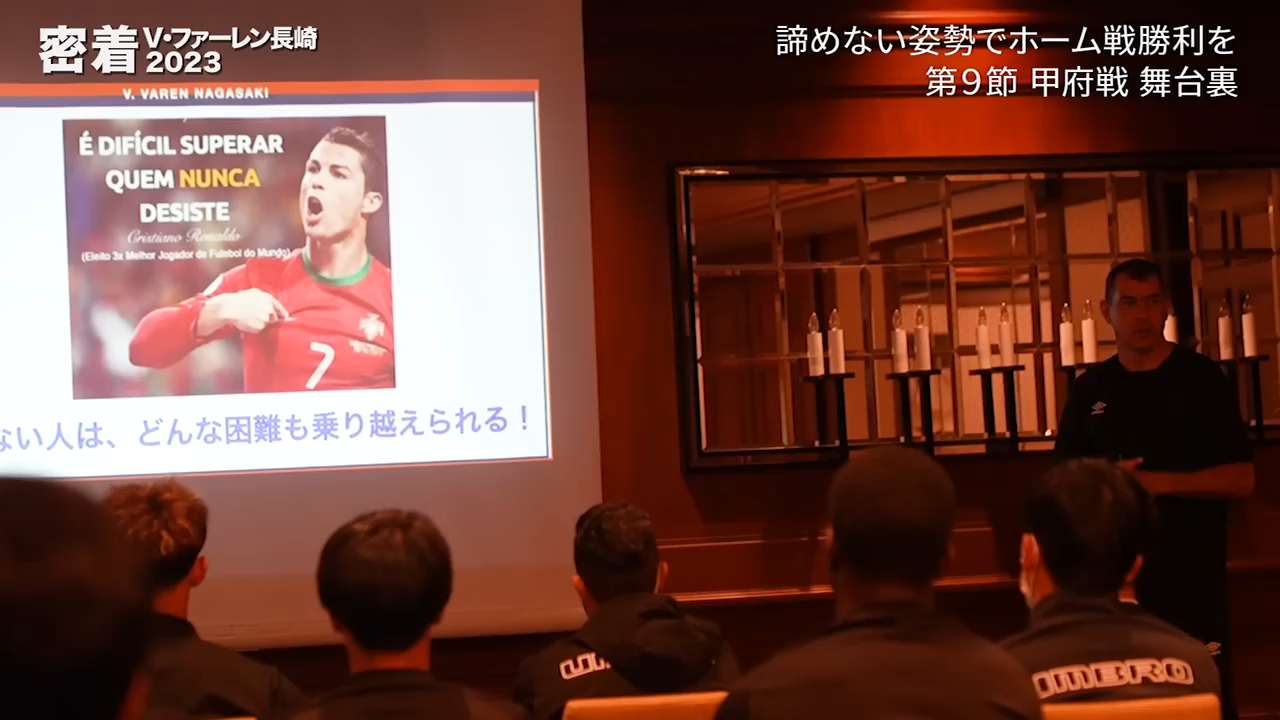 密着 V・ファーレン長崎
2023
諦めない姿勢でホーム戦勝利を
第9節 甲府戦 舞台裏
V. VAREN NAGASAKI
É DIFÍCIL SUPERAR
QUEM NUNCA
DESISTE
Cristiano Ronaldo
(Eleito 3x Melhor Jogador de Futebol do Mundo)
7
ない人は、どんな困難も乗り越えられる！
UMBRO